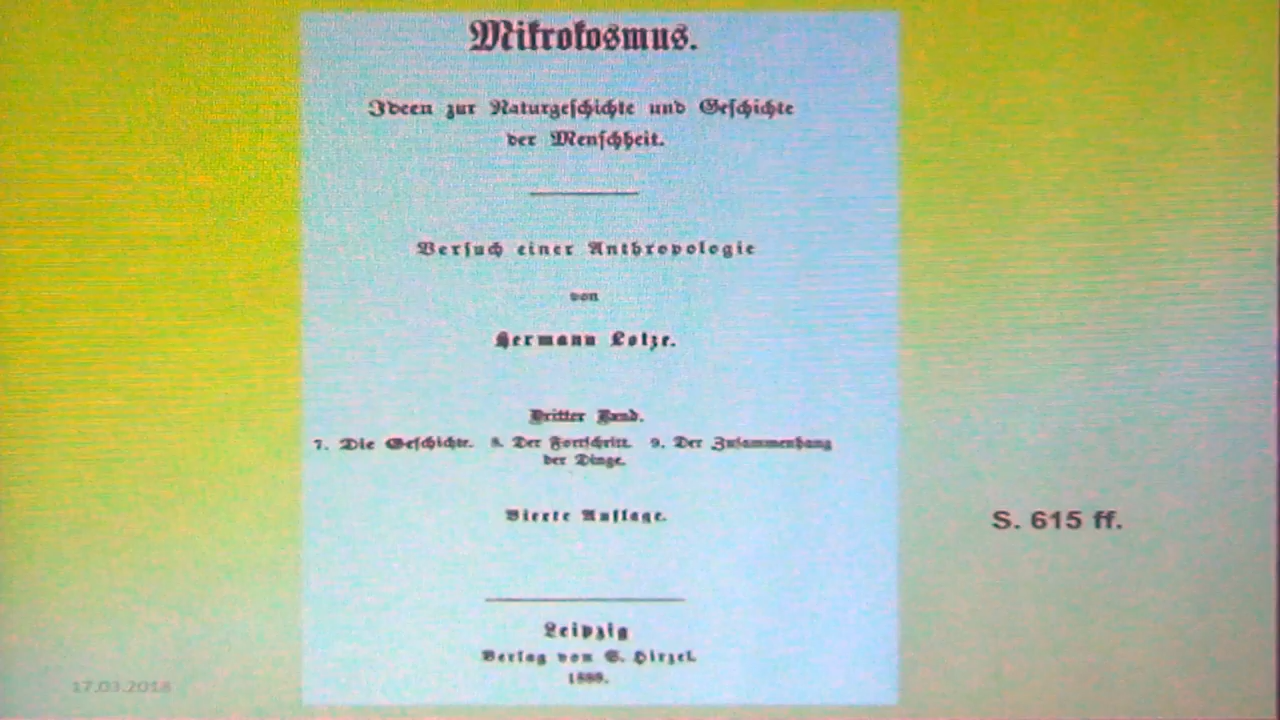 Mikrokosmus.
Ideen zur Naturgeschichte und Geschichte
der Menschheit.
Versuch einer Anthropologie
von
Hermann Lotze.
Dritter Band.
7. Die Geschichte. 8. Der Fortschritt. 9. Der Zusammenhang
der Dinge.
Vierte Auflage.
S. 615 ff.
Leipzig
Verlag von S. Hirzel.
17.03.2018